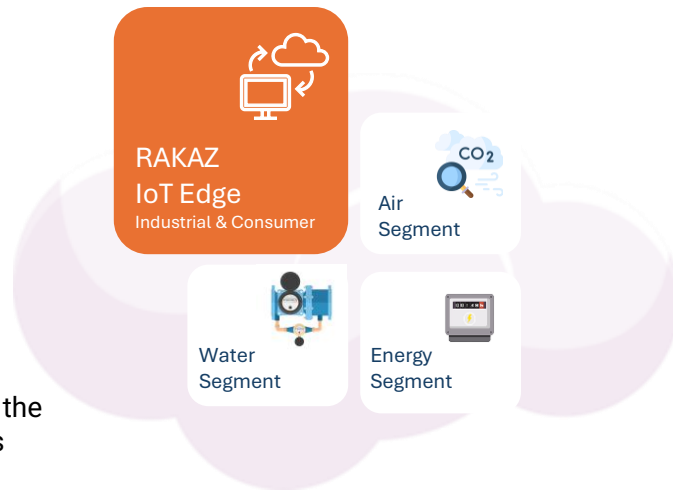 RAKAZ
IoT Edge
Industrial & Consumer
CO2
Air
Segment
Water
Segment
Energy
Segment
the